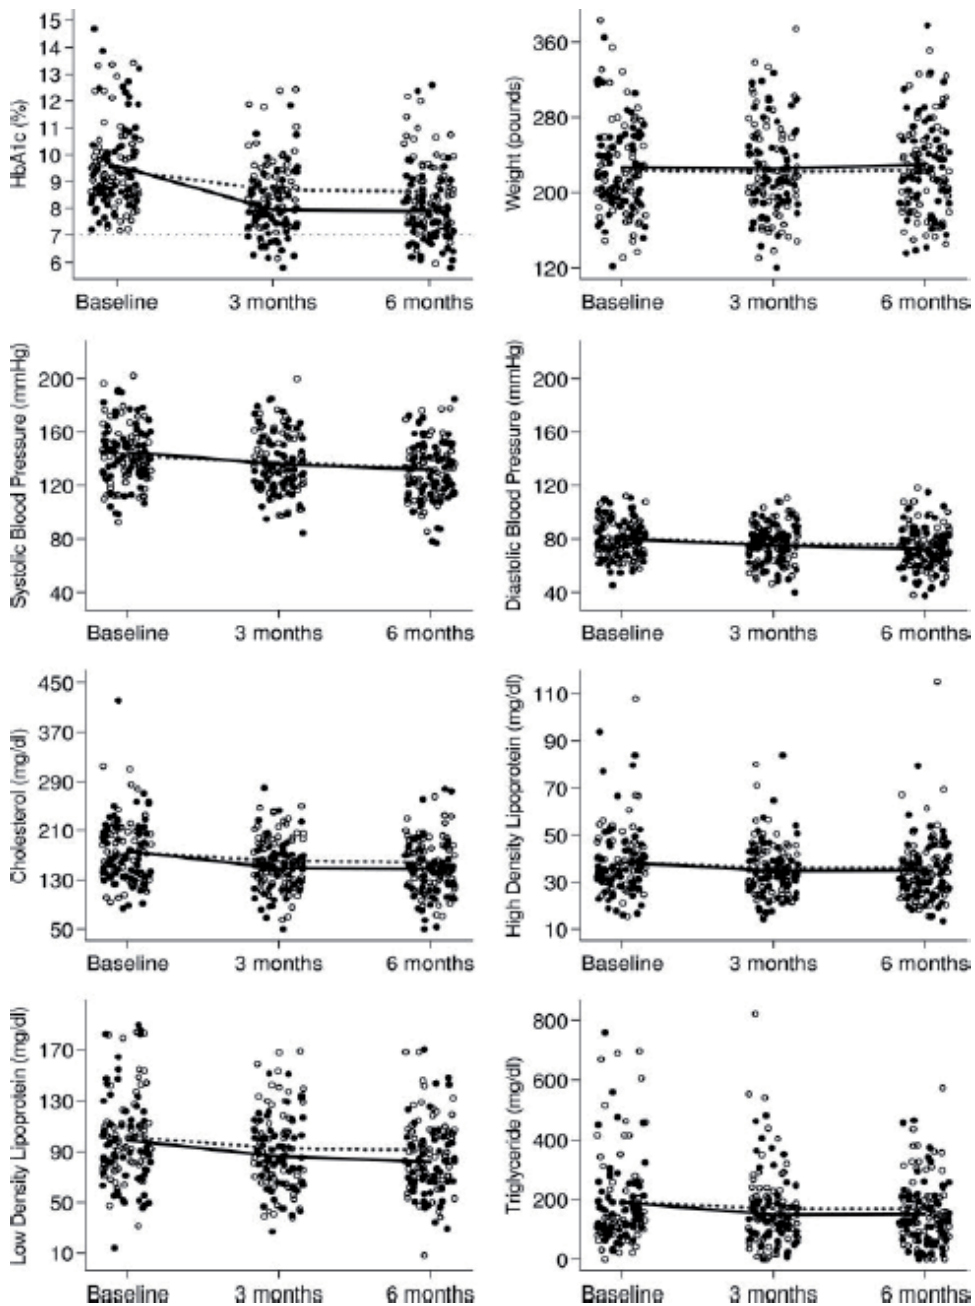 HbA1c (%)
15
14
13
12
11
10
9
8
7
6
Baseline
3 months
6 months
Weight (pounds)
360
280
200
120
Baseline
3 months
6 months
Systolic Blood Pressure (mmHg)
200
160
120
80
40
Baseline
3 months
6 months
Diastolic Blood Pressure (mmHg)
200
160
120
80
40
Baseline
3 months
6 months
Cholesterol (mg/dl)
450
370
290
210
130
50
Baseline
3 months
6 months
High Density Lipoprotein (mg/dl)
110
90
70
50
30
10
Baseline
3 months
6 months
Low Density Lipoprotein (mg/dl)
170
130
90
50
10
Baseline
3 months
6 months
Triglyceride (mg/dl)
800
600
400
200
0
Baseline
3 months
6 months